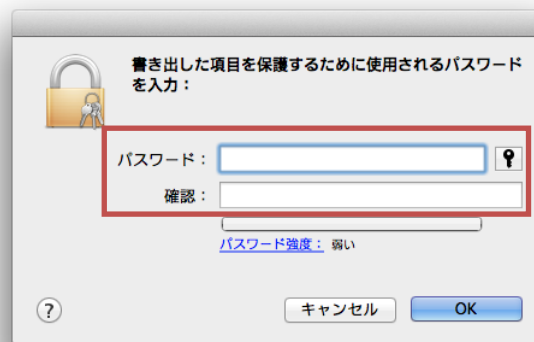 書き出した項目を保護するために使用されるパスワード
を入力：
パスワード：
確認：
パスワード強度： 弱い
? キャンセル OK